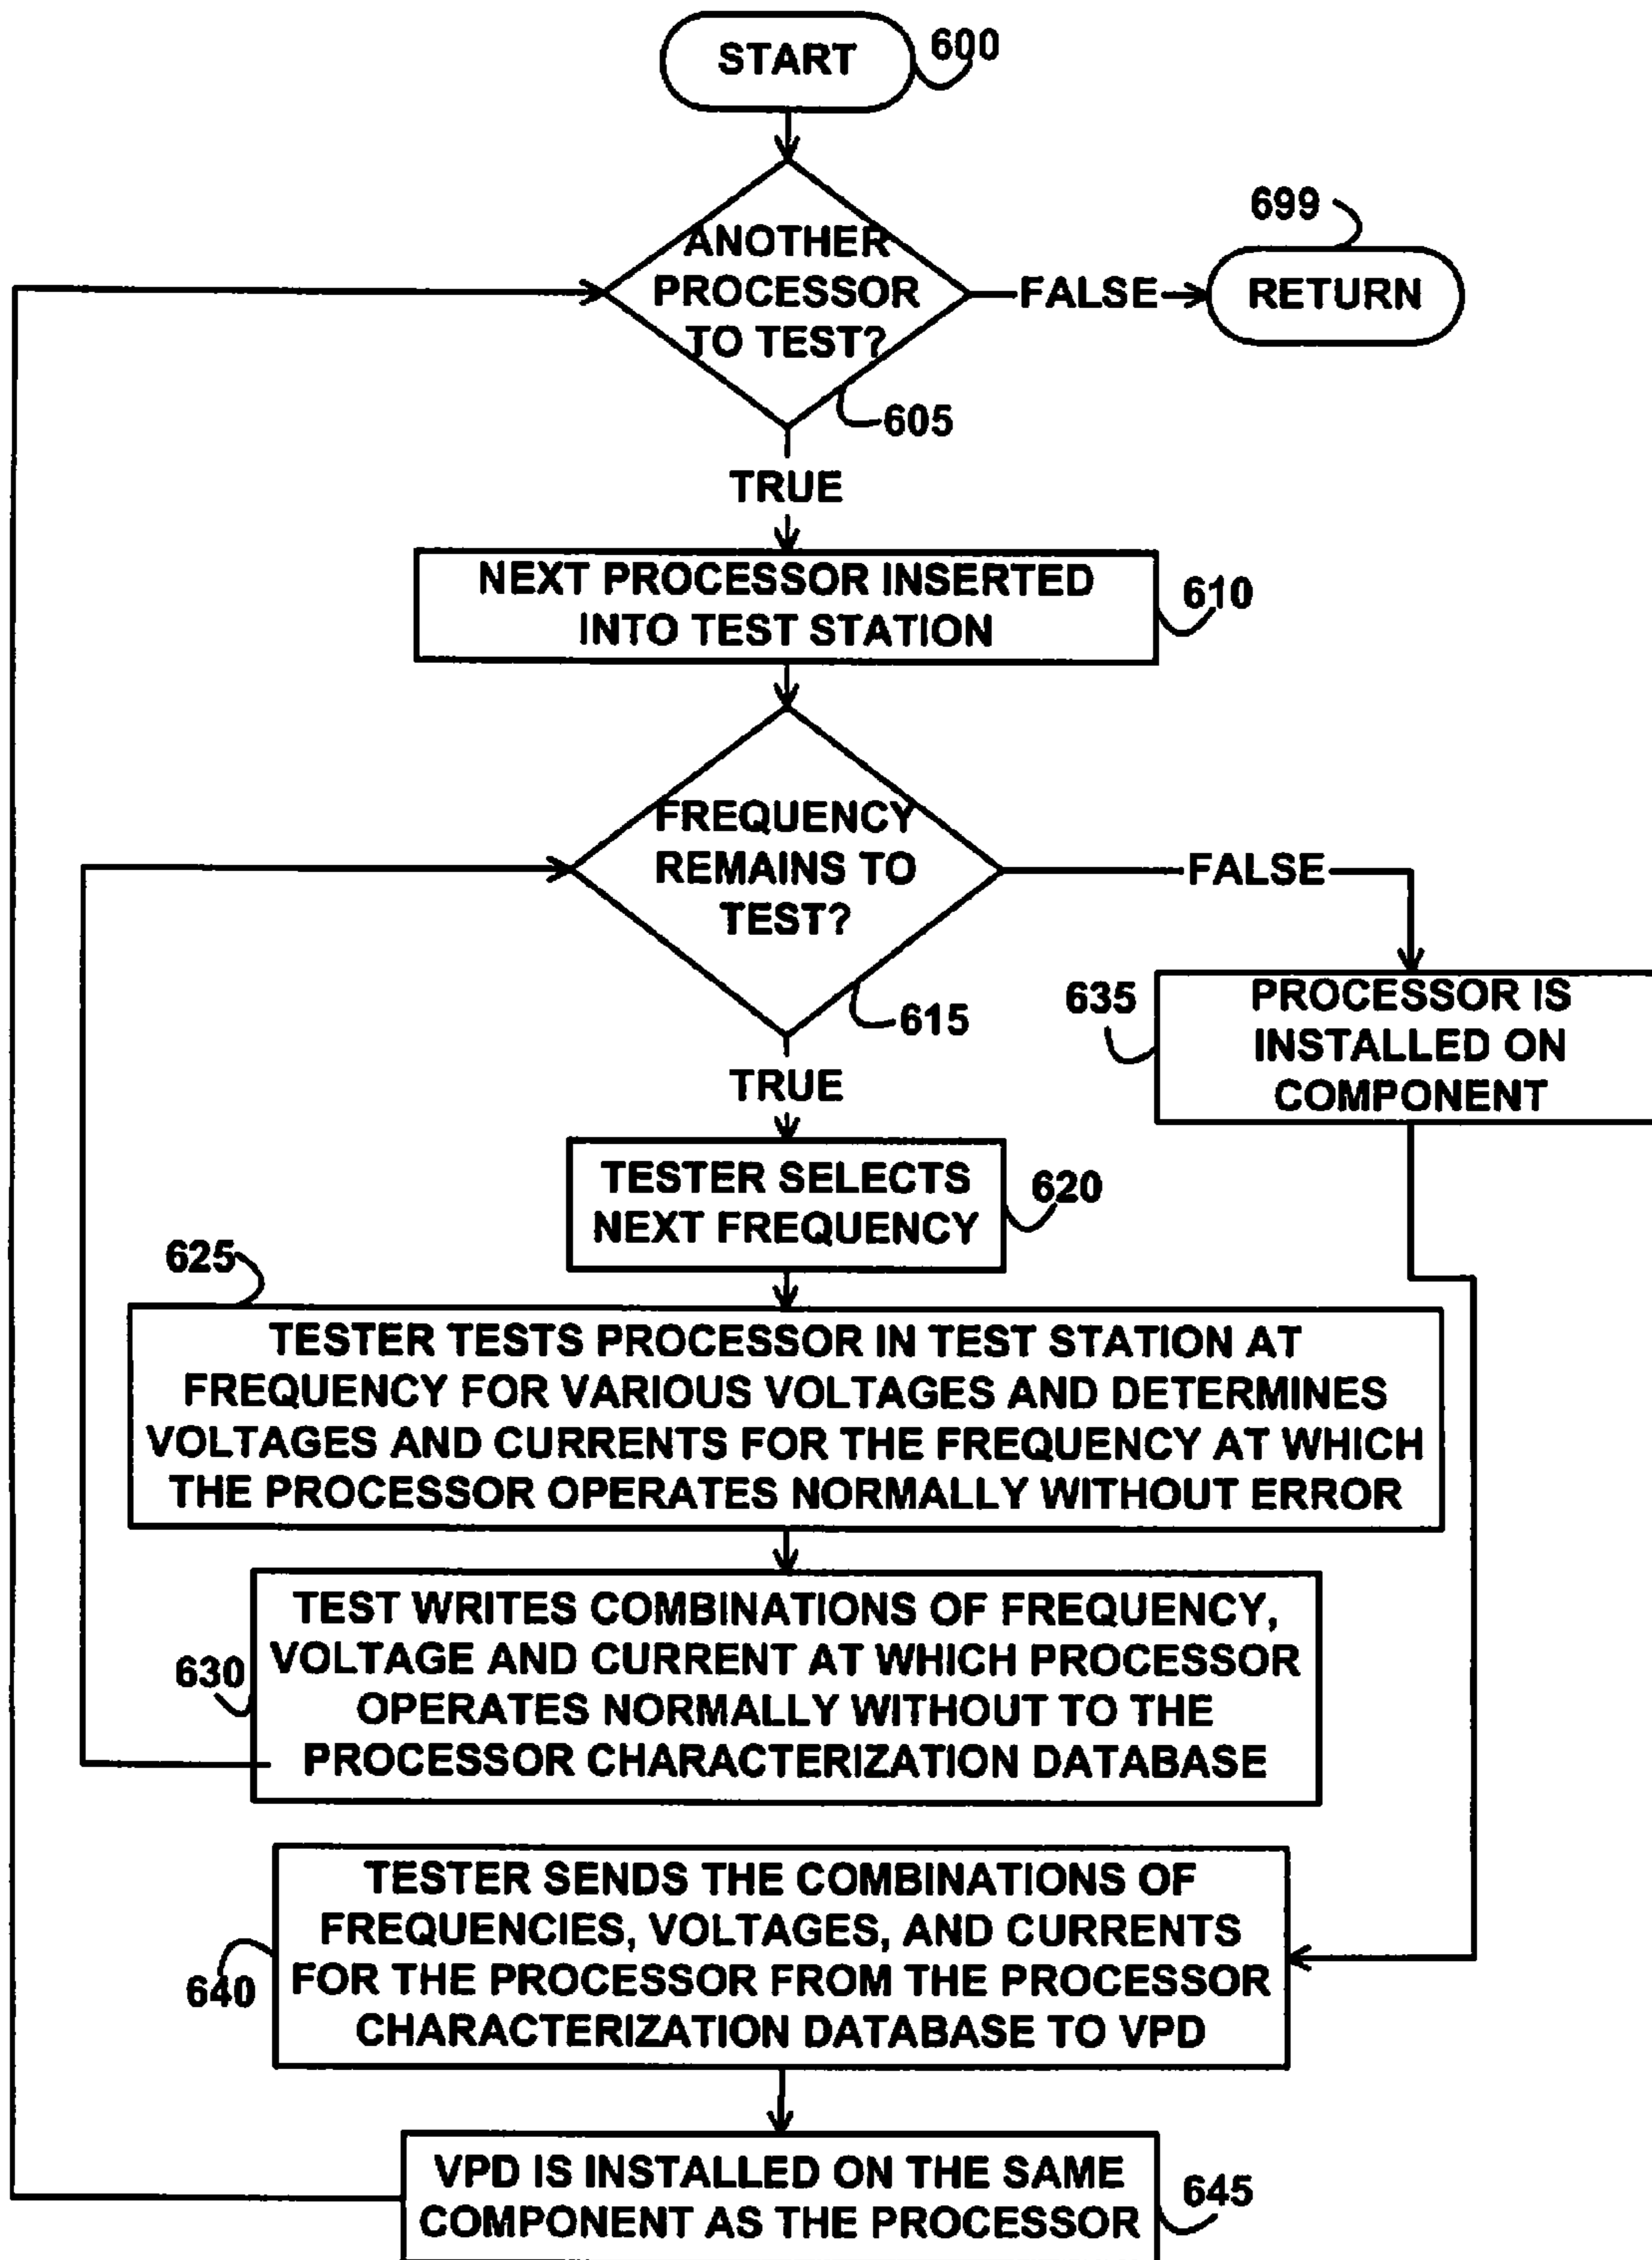 START
600
ANOTHER
PROCESSOR
TO TEST?
605
FALSE
699
RETURN
TRUE
NEXT PROCESSOR INSERTED
INTO TEST STATION
610
FREQUENCY
REMAINS TO
TEST?
615
FALSE
635
PROCESSOR IS
INSTALLED ON
COMPONENT
TRUE
TESTER SELECTS
NEXT FREQUENCY
620
625
TESTER TESTS PROCESSOR IN TEST STATION AT
FREQUENCY FOR VARIOUS VOLTAGES AND DETERMINES
VOLTAGES AND CURRENTS FOR THE FREQUENCY AT WHICH
THE PROCESSOR OPERATES NORMALLY WITHOUT ERROR
630
TEST WRITES COMBINATIONS OF FREQUENCY,
VOLTAGE AND CURRENT AT WHICH PROCESSOR
OPERATES NORMALLY WITHOUT TO THE
PROCESSOR CHARACTERIZATION DATABASE
640
TESTER SENDS THE COMBINATIONS OF
FREQUENCIES, VOLTAGES, AND CURRENTS
FOR THE PROCESSOR FROM THE PROCESSOR
CHARACTERIZATION DATABASE TO VPD
VPD IS INSTALLED ON THE SAME
COMPONENT AS THE PROCESSOR
645